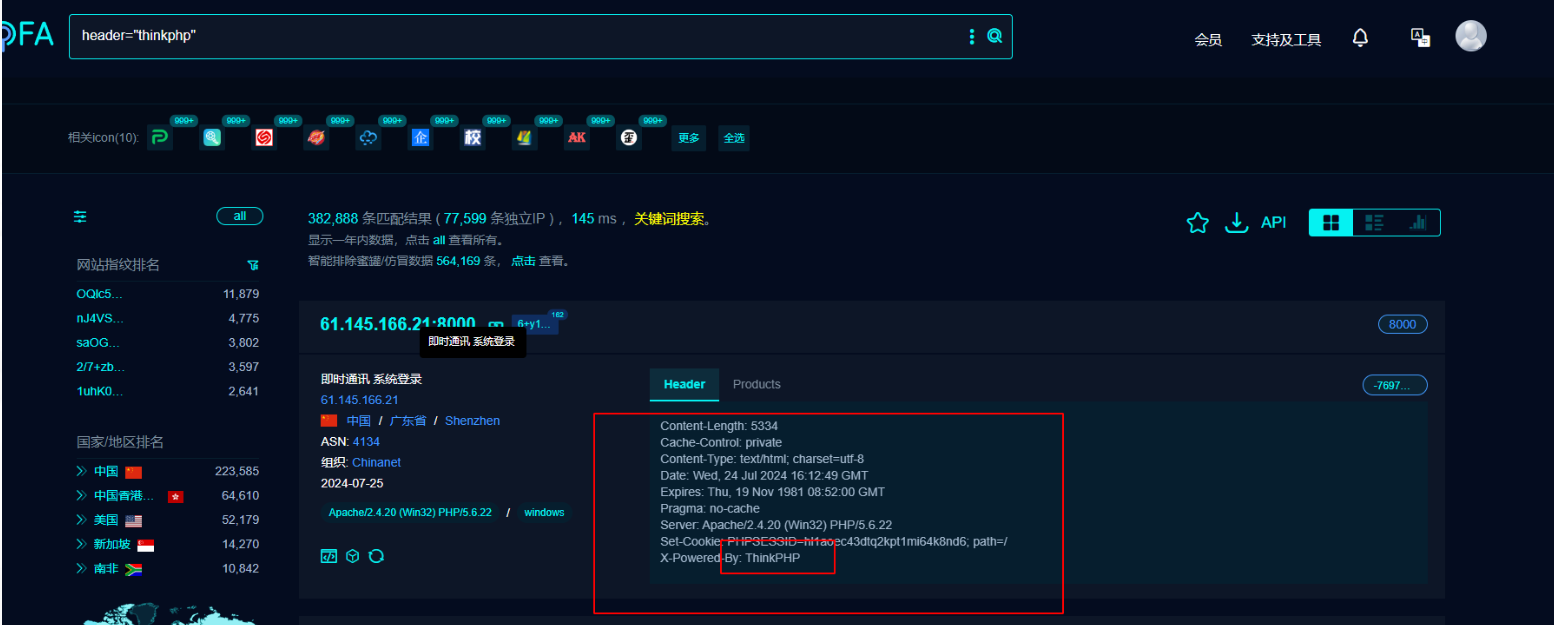 FA
header="thinkphp"
会员 支持及工具
相关icon(10):
999+ 999+ 999+ 999+ 999+ 999+ 999+ 999+ 999+ 999+
企 校 AK 歪
更多 全选
all
382,888 条匹配结果 ( 77,599 条独立IP ) ，145 ms ，关键词搜索。
显示一年内数据，点击 all 查看所有。
智能排除蜜罐/仿冒数据 564,169 条， 点击 查看。
API
网站指纹排名
OQlc5... 11,879
nJ4VS... 4,775
saOG... 3,802
2/7+zb... 3,597
1uhK0... 2,641
国家/地区排名
中国 223,585
中国香港... 64,610
美国 52,179
新加坡 14,270
南非 10,842
61.145.166.21:8000 6+y1... 162
8000
即时通讯 系统登录
即时通讯 系统登录
61.145.166.21
中国 / 广东省 / Shenzhen
ASN: 4134
组织: Chinanet
2024-07-25
Apache/2.4.20 (Win32) PHP/5.6.22 / windows
Header Products
-7697...
Content-Length: 5334
Cache-Control: private
Content-Type: text/html; charset=utf-8
Date: Wed, 24 Jul 2024 16:12:49 GMT
Expires: Thu, 19 Nov 1981 08:52:00 GMT
Pragma: no-cache
Server: Apache/2.4.20 (Win32) PHP/5.6.22
Set-Cookie: PHPSESSID=hl1aoec43dtq2kpt1mi64k8nd6; path=/
X-Powered-By: ThinkPHP